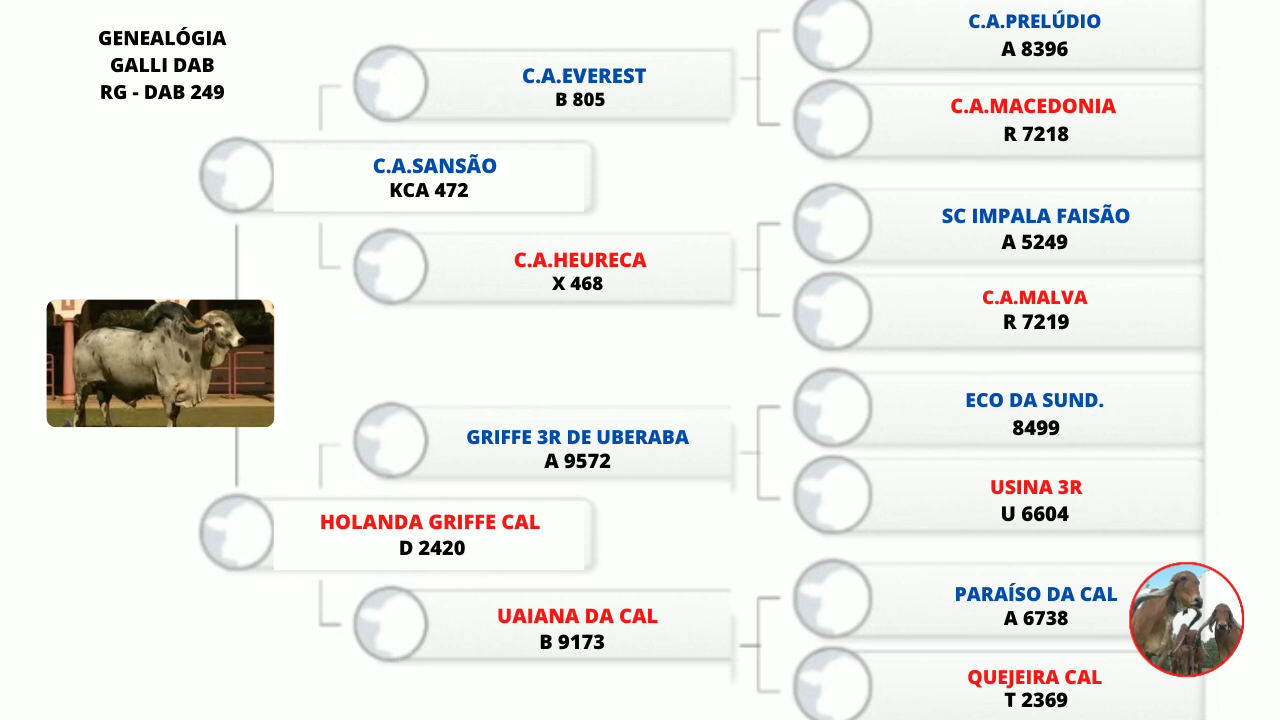 GENEALÓGIA
GALLI DAB
RG - DAB 249
C.A.SANSÃO
KCA 472
C.A.EVEREST
B 805
C.A.PRELÚDIO
A 8396
C.A.MACEDONIA
R 7218
C.A.HEURECA
X 468
SC IMPALA FAISÃO
A 5249
C.A.MALVA
R 7219
HOLANDA GRIFFE CAL
D 2420
GRIFFE 3R DE UBERABA
A 9572
ECO DA SUND.
8499
USINA 3R
U 6604
UAIANA DA CAL
B 9173
PARAÍSO DA CAL
A 6738
QUEJEIRA CAL
T 2369